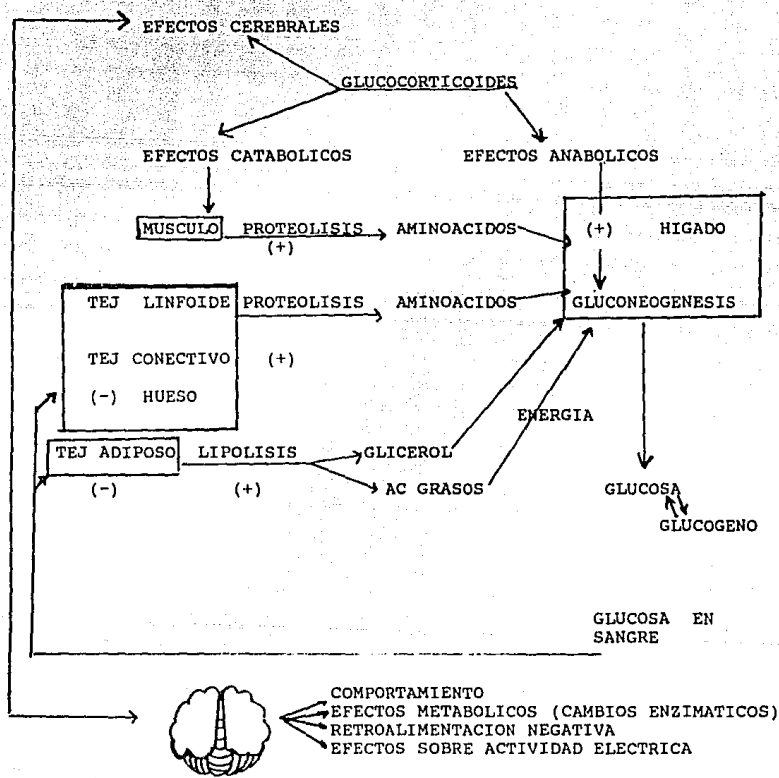 EFECTOS CEREBRALES
GLUCOCORTICOIDES
EFECTOS CATABOLICOS EFECTOS ANABOLICOS
MUSCULO PROTEOLISIS AMINOACIDOS (+) HIGADO
(+)
TEJ LINFOIDE PROTEOLISIS AMINOACIDOS GLUCONEOGENESIS
TEJ CONECTIVO (+)
(-) HUESO
ENERGIA
TEJ ADIPOSO LIPOLISIS GLICEROL
(-) (+) AC GRASOS GLUCOSA
GLUCOGENO
GLUCOSA EN
SANGRE
COMPORTAMIENTO
EFECTOS METABOLICOS (CAMBIOS ENZIMATICOS)
RETROALIMENTACION NEGATIVA
EFECTOS SOBRE ACTIVIDAD ELECTRICA